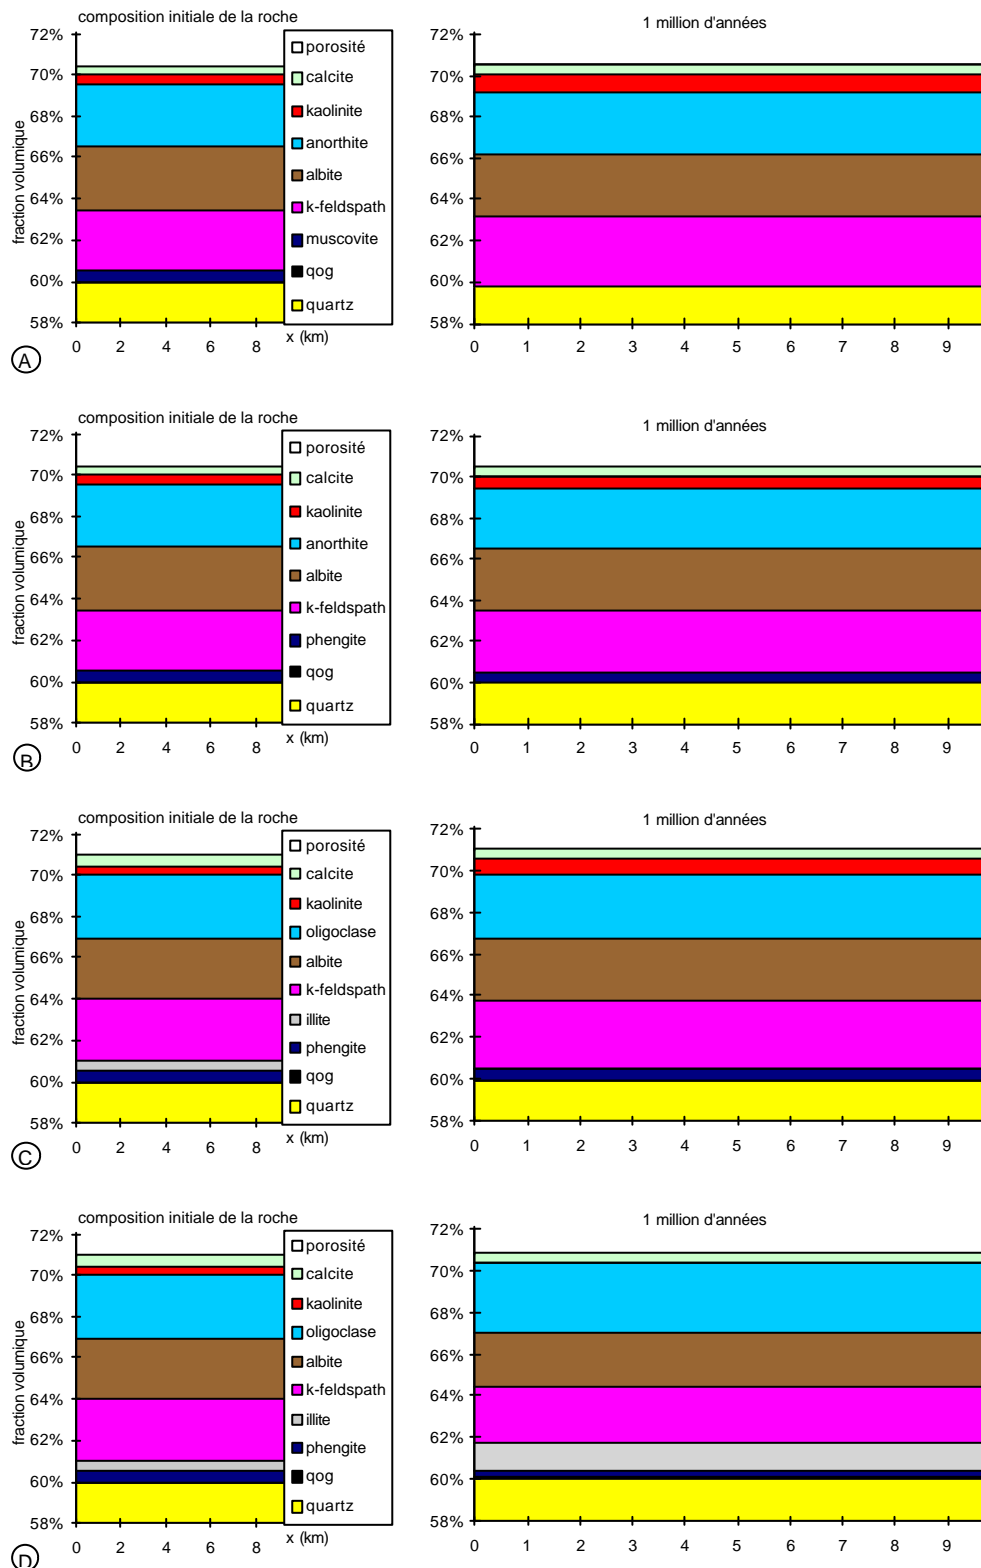 composition initiale de la roche
1 million d'années
fraction volumique
72%
70%
68%
66%
64%
62%
60%
58%
0 2 4 6 8
x (km)
porosité
calcite
kaolinite
anorthite
albite
k-feldspath
muscovite
qog
quartz
72%
70%
68%
66%
64%
62%
60%
58%
0 1 2 3 4 5 6 7 8 9
A
composition initiale de la roche
1 million d'années
fraction volumique
72%
70%
68%
66%
64%
62%
60%
58%
0 2 4 6 8
x (km)
porosité
calcite
kaolinite
anorthite
albite
k-feldspath
phengite
qog
quartz
72%
70%
68%
66%
64%
62%
60%
58%
0 1 2 3 4 5 6 7 8 9
B
composition initiale de la roche
1 million d'années
fraction volumique
72%
70%
68%
66%
64%
62%
60%
58%
0 2 4 6 8
x (km)
porosité
calcite
kaolinite
oligoclase
albite
k-feldspath
illite
phengite
qog
quartz
72%
70%
68%
66%
64%
62%
60%
58%
0 1 2 3 4 5 6 7 8 9
C
composition initiale de la roche
1 million d'années
fraction volumique
72%
70%
68%
66%
64%
62%
60%
58%
0 2 4 6 8
x (km)
porosité
calcite
kaolinite
oligoclase
albite
k-feldspath
illite
phengite
qog
quartz
72%
70%
68%
66%
64%
62%
60%
58%
0 1 2 3 4 5 6 7 8 9
D